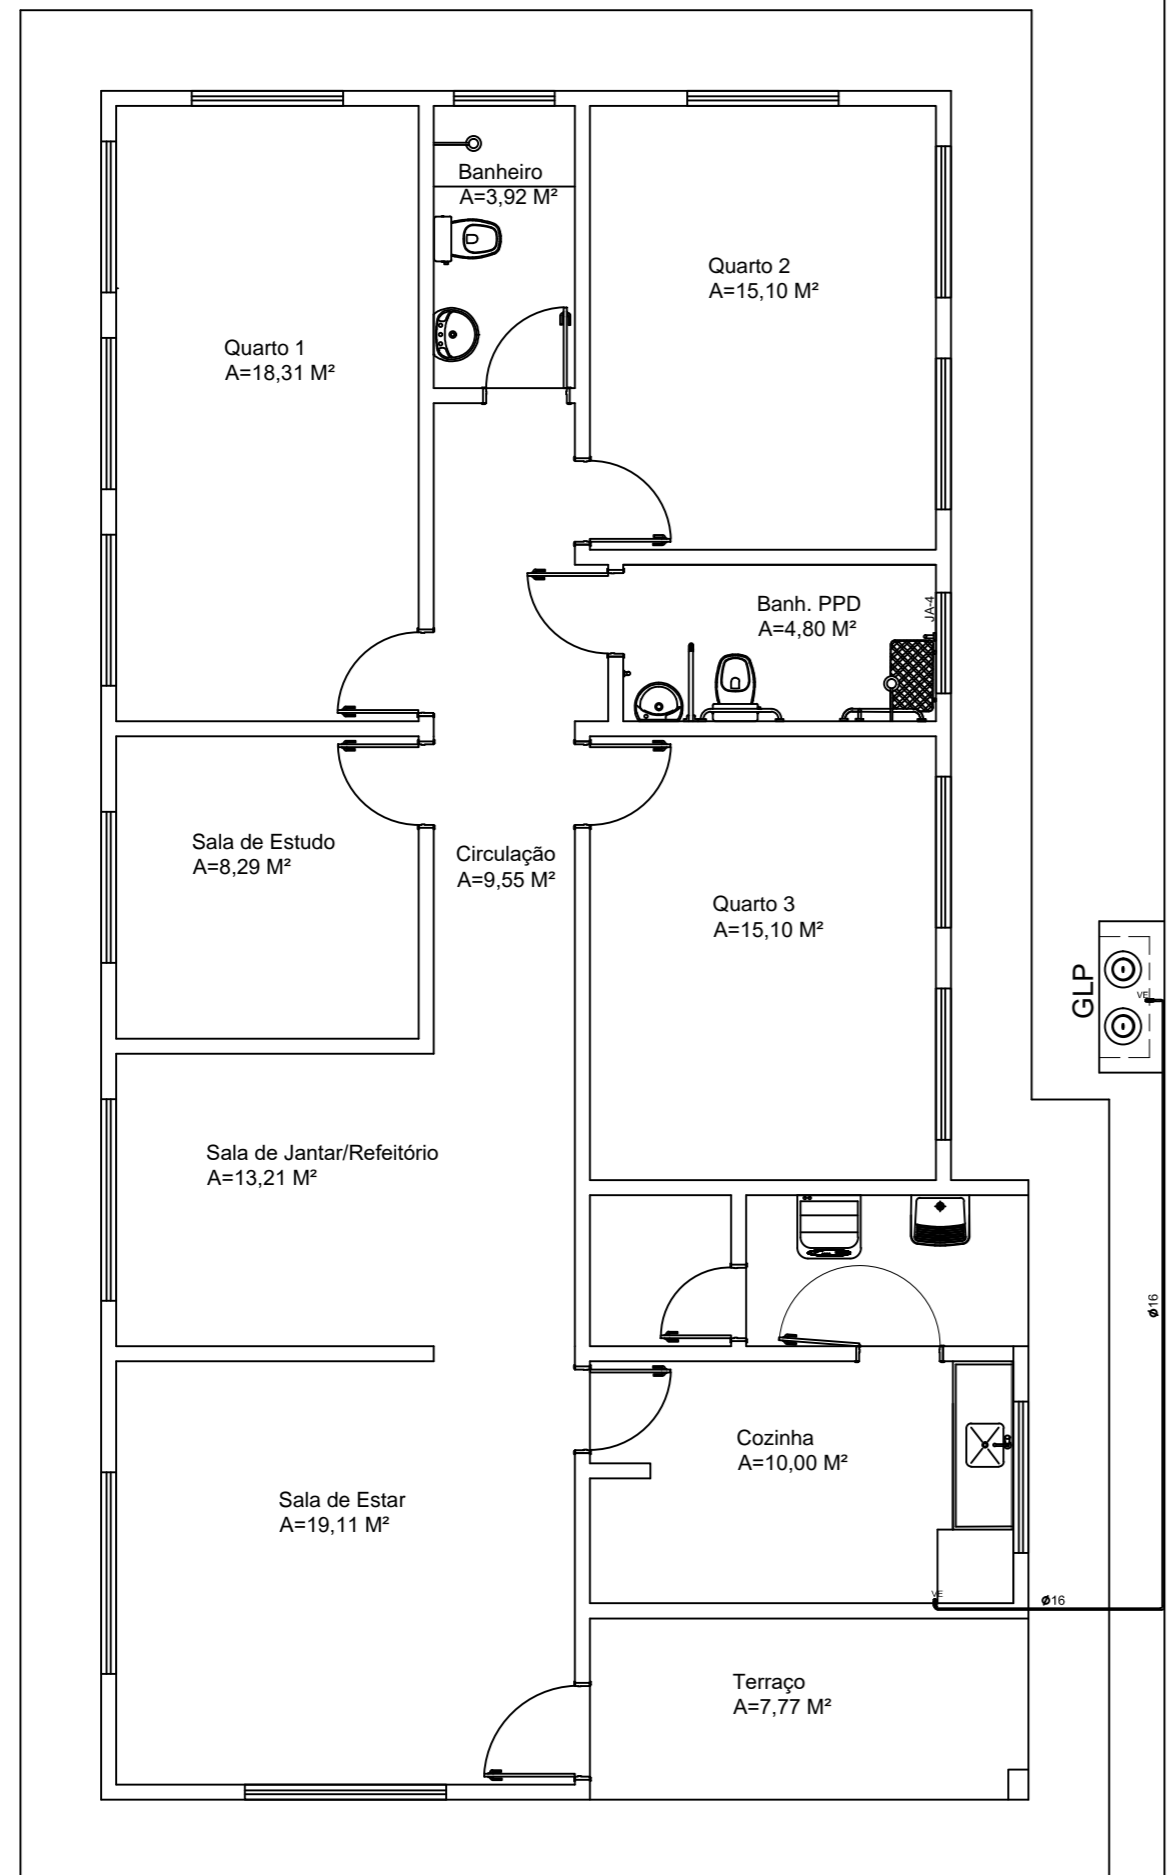 Banheiro
A=3,92 M²
Quarto 2
A=15,10 M²
Quarto 1
A=18,31 M²
Banh. PPD
A=4,80 M²
JA-4
Sala de Estudo
A=8,29 M²
Circulação
A=9,55 M²
Quarto 3
A=15,10 M²
GLP
VE
Sala de Jantar/Refeitório
A=13,21 M²
ø16
Cozinha
A=10,00 M²
Sala de Estar
A=19,11 M²
VE
ø16
Terraço
A=7,77 M²